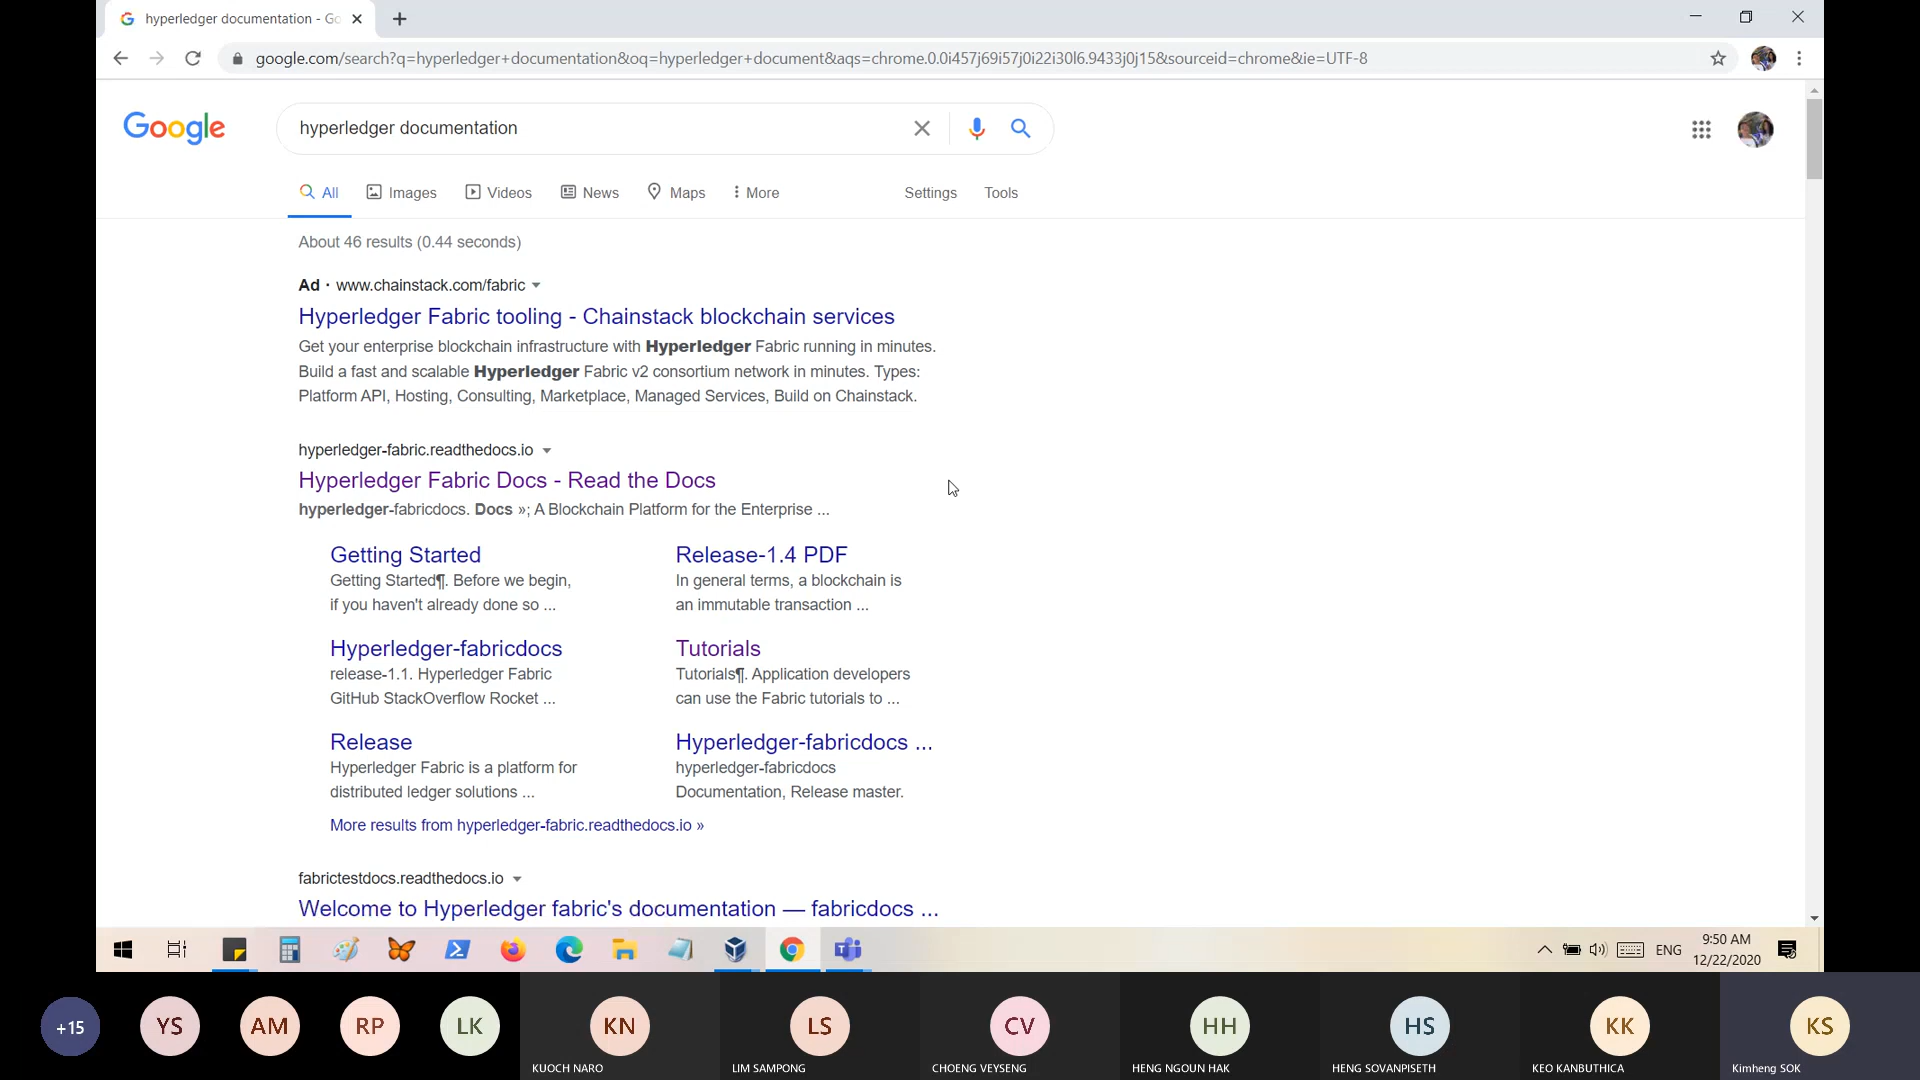 hyperledger documentation - Go
google.com/search?q=hyperledger+documentation&oq=hyperledger+document&aqs=chrome.0.0i457j69i57j0i22i30l6.9433j0j15&sourceid=chrome&ie=UTF-8
Google
hyperledger documentation
All Images Videos News Maps More Settings Tools
About 46 results (0.44 seconds)
Ad · www.chainstack.com/fabric
Hyperledger Fabric tooling - Chainstack blockchain services
Get your enterprise blockchain infrastructure with Hyperledger Fabric running in minutes.
Build a fast and scalable Hyperledger Fabric v2 consortium network in minutes. Types:
Platform API, Hosting, Consulting, Marketplace, Managed Services, Build on Chainstack.
hyperledger-fabric.readthedocs.io
Hyperledger Fabric Docs - Read the Docs
hyperledger-fabricdocs. Docs »; A Blockchain Platform for the Enterprise ...
Getting Started
Getting Started¶. Before we begin,
if you haven't already done so ...
Release-1.4 PDF
In general terms, a blockchain is
an immutable transaction ...
Hyperledger-fabricdocs
release-1.1. Hyperledger Fabric
GitHub StackOverflow Rocket ...
Tutorials
Tutorials¶. Application developers
can use the Fabric tutorials to ...
Release
Hyperledger Fabric is a platform for
distributed ledger solutions ...
Hyperledger-fabricdocs ...
hyperledger-fabricdocs
Documentation, Release master.
More results from hyperledger-fabric.readthedocs.io »
fabrictestdocs.readthedocs.io
Welcome to Hyperledger fabric's documentation — fabricdocs ...
ENG
9:50 AM
12/22/2020
+15 YS AM RP LK KN LS CV HH HS KK KS
KUOCH NARO LIM SAMPONG CHOENG VEYSENG HENG NGOUN HAK HENG SOVANPISETH KEO KANBUTHICA Kimheng SOK